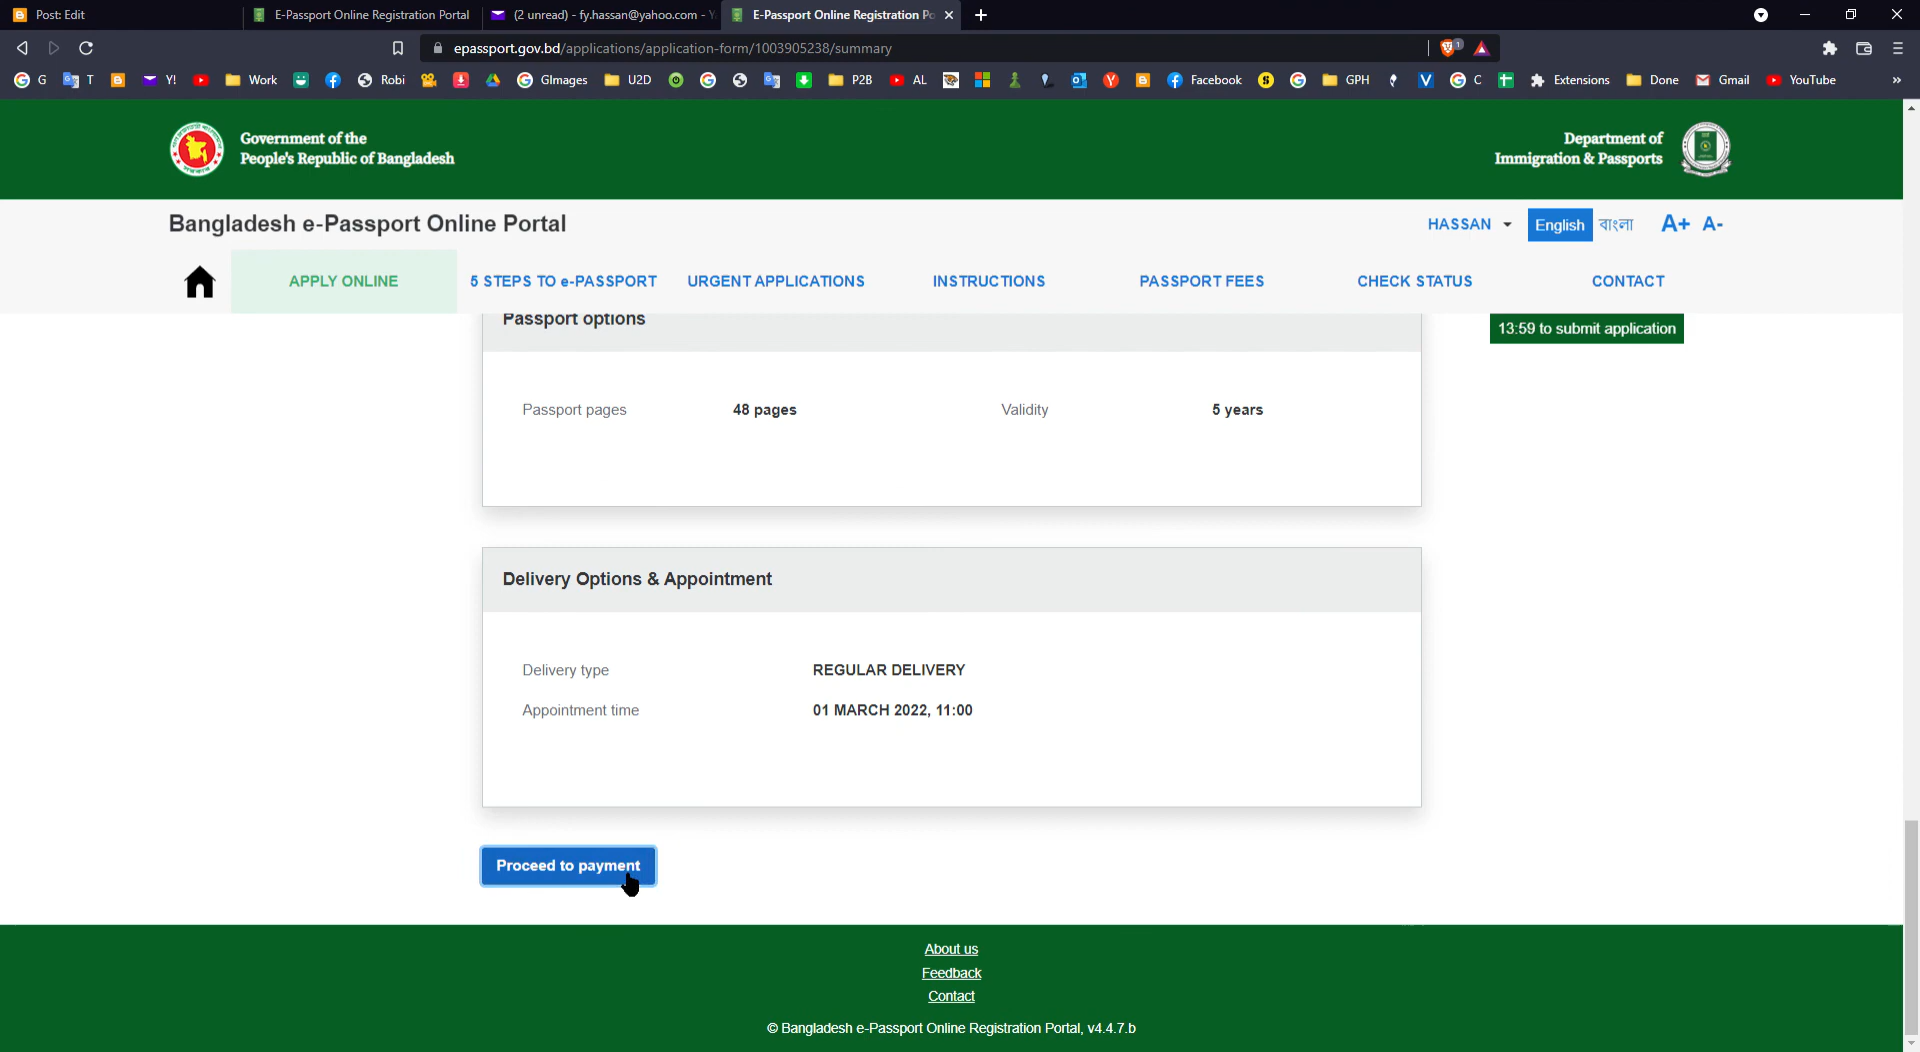 Post: Edit
E-Passport Online Registration Portal
(2 unread) - fy.hassan@yahoo.com -
E-Passport Online Registration Po
epassport.gov.bd/applications/application-form/1003905238/summary
1
G
T
Y!
Work
Robi
GImages
U2D
P2B
AL
Facebook
GPH
C
Extensions
Done
Gmail
YouTube
»
Government of the
People's Republic of Bangladesh
Department of
Immigration & Passports
Bangladesh e-Passport Online Portal
HASSAN
English
বাংলা
A+ A-
APPLY ONLINE
5 STEPS TO e-PASSPORT
URGENT APPLICATIONS
INSTRUCTIONS
PASSPORT FEES
CHECK STATUS
CONTACT
Passport options
13:59 to submit application
Passport pages 48 pages Validity 5 years
Delivery Options & Appointment
Delivery type REGULAR DELIVERY
Appointment time 01 MARCH 2022, 11:00
Proceed to payment
About us
Feedback
Contact
© Bangladesh e-Passport Online Registration Portal, v4.4.7.b